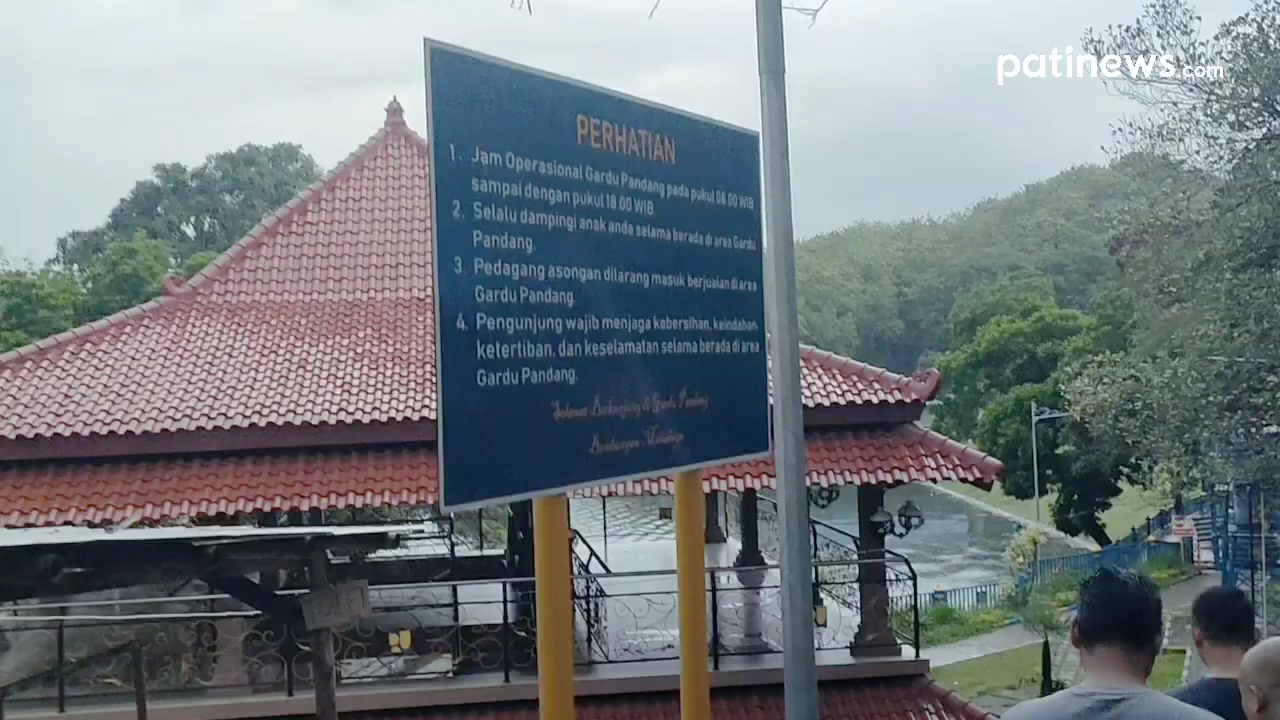 patinews.com
PERHATIAN
1. Jam Operasional Gardu Pandang pada pukul 08.00 WIB
sampai dengan pukul 18.00 WIB.
2. Selalu dampingi anak anda selama berada di area Gardu
Pandang.
3. Pedagang asongan dilarang masuk berjualan di area
Gardu Pandang.
4. Pengunjung wajib menjaga kebersihan, keindahan,
ketertiban, dan keselamatan selama berada di area
Gardu Pandang.
Selamat Berkunjung di Gardu Pandang
Bendungan